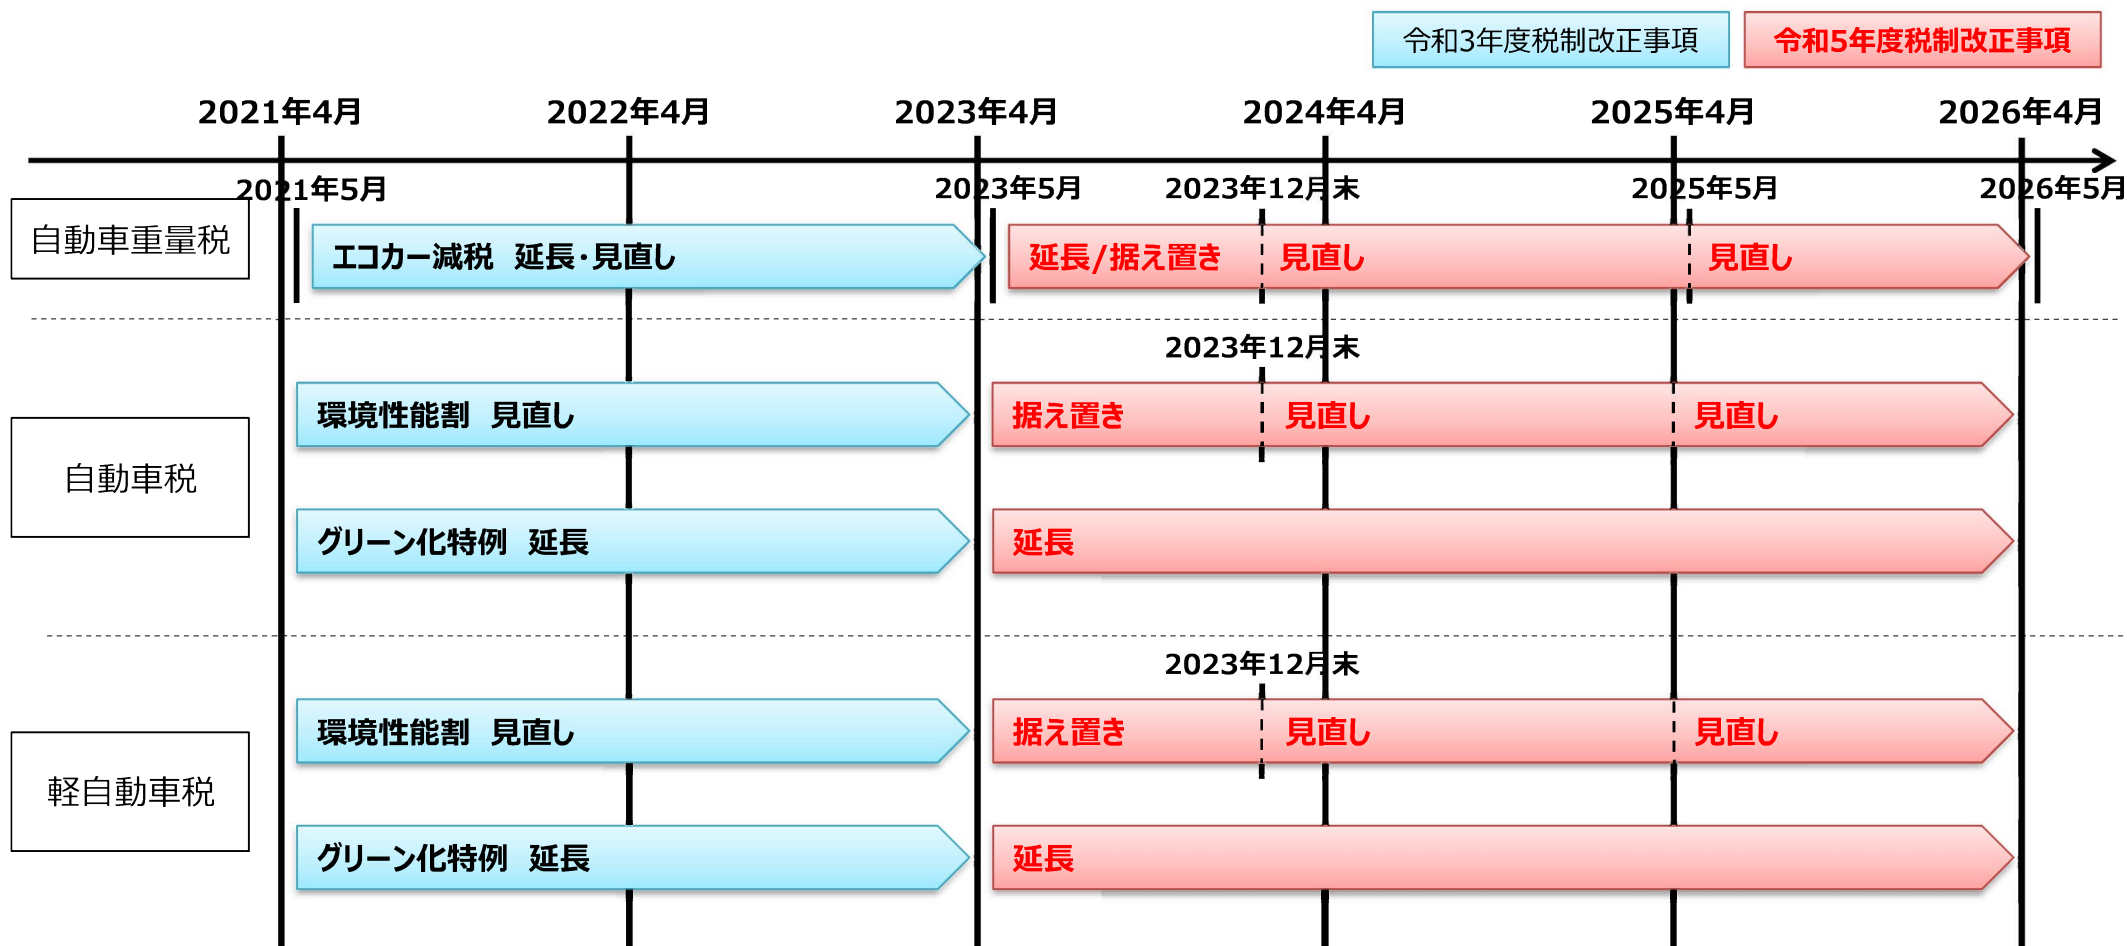 令和3年度税制改正事項
令和5年度税制改正事項
2021年4月
2022年4月
2023年4月
2024年4月
2025年4月
2026年4月
2021年5月
2023年5月
2023年12月末
2025年5月
2026年5月
自動車重量税
エコカー減税 延長・見直し
延長/据え置き
見直し
見直し
2023年12月末
自動車税
環境性能割 見直し
据え置き
見直し
見直し
グリーン化特例 延長
延長
2023年12月末
軽自動車税
環境性能割 見直し
据え置き
見直し
見直し
グリーン化特例 延長
延長